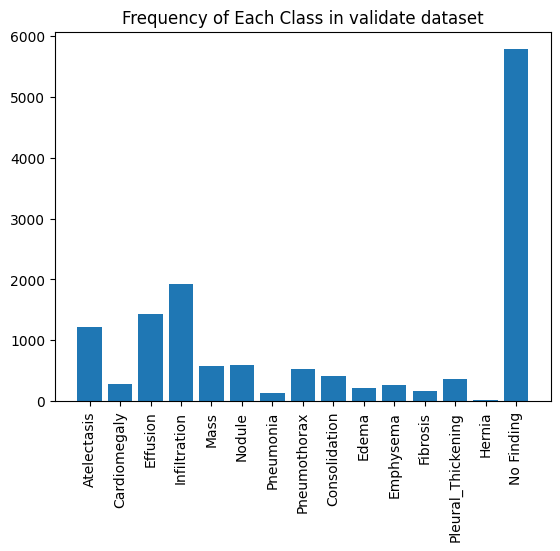 Frequency of Each Class in validate dataset
6000
5000
4000
3000
2000
1000
0
Atelectasis
Cardiomegaly
Effusion
Infiltration
Mass
Nodule
Pneumonia
Pneumothorax
Consolidation
Edema
Emphysema
Fibrosis
Pleural_Thickening
Hernia
No Finding